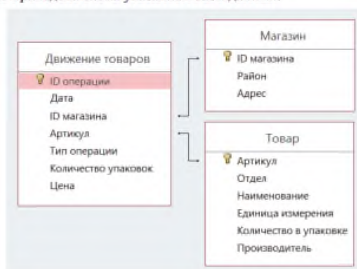 Движение товаров
ID операции
Дата
ID магазина
Артикул
Тип операции
Количество упаковок
Цена
Магазин
ID магазина
Район
Адрес
Товар
Артикул
Отдел
Наименование
Единица измерения
Количество в упаковке
Производитель